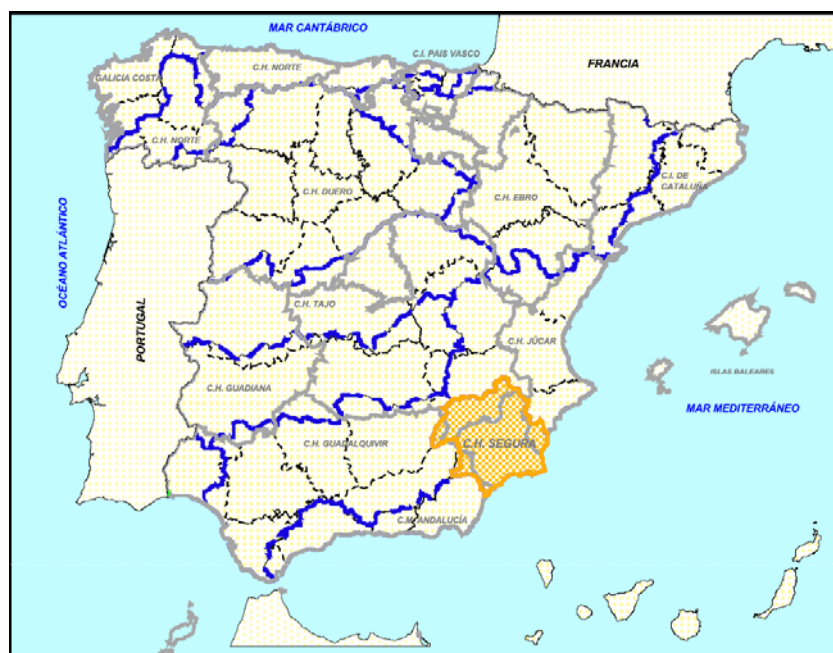 MAR CANTÁBRICO
C.I. PAIS VASCO
FRANCIA
GALICIA COSTA
C.H. NORTE
C.H. NORTE
C.I. DE
CATALUÑA
C.H. DUERO
C.H. EBRO
OCÉANO ATLÁNTICO
PORTUGAL
C.H. TAJO
C.H. JÚCAR
ISLAS BALEARES
C.H. GUADIANA
MAR MEDITERRÁNEO
C.H. GUADALQUIVIR
C.H. SEGURA
C.M. ANDALUCÍA